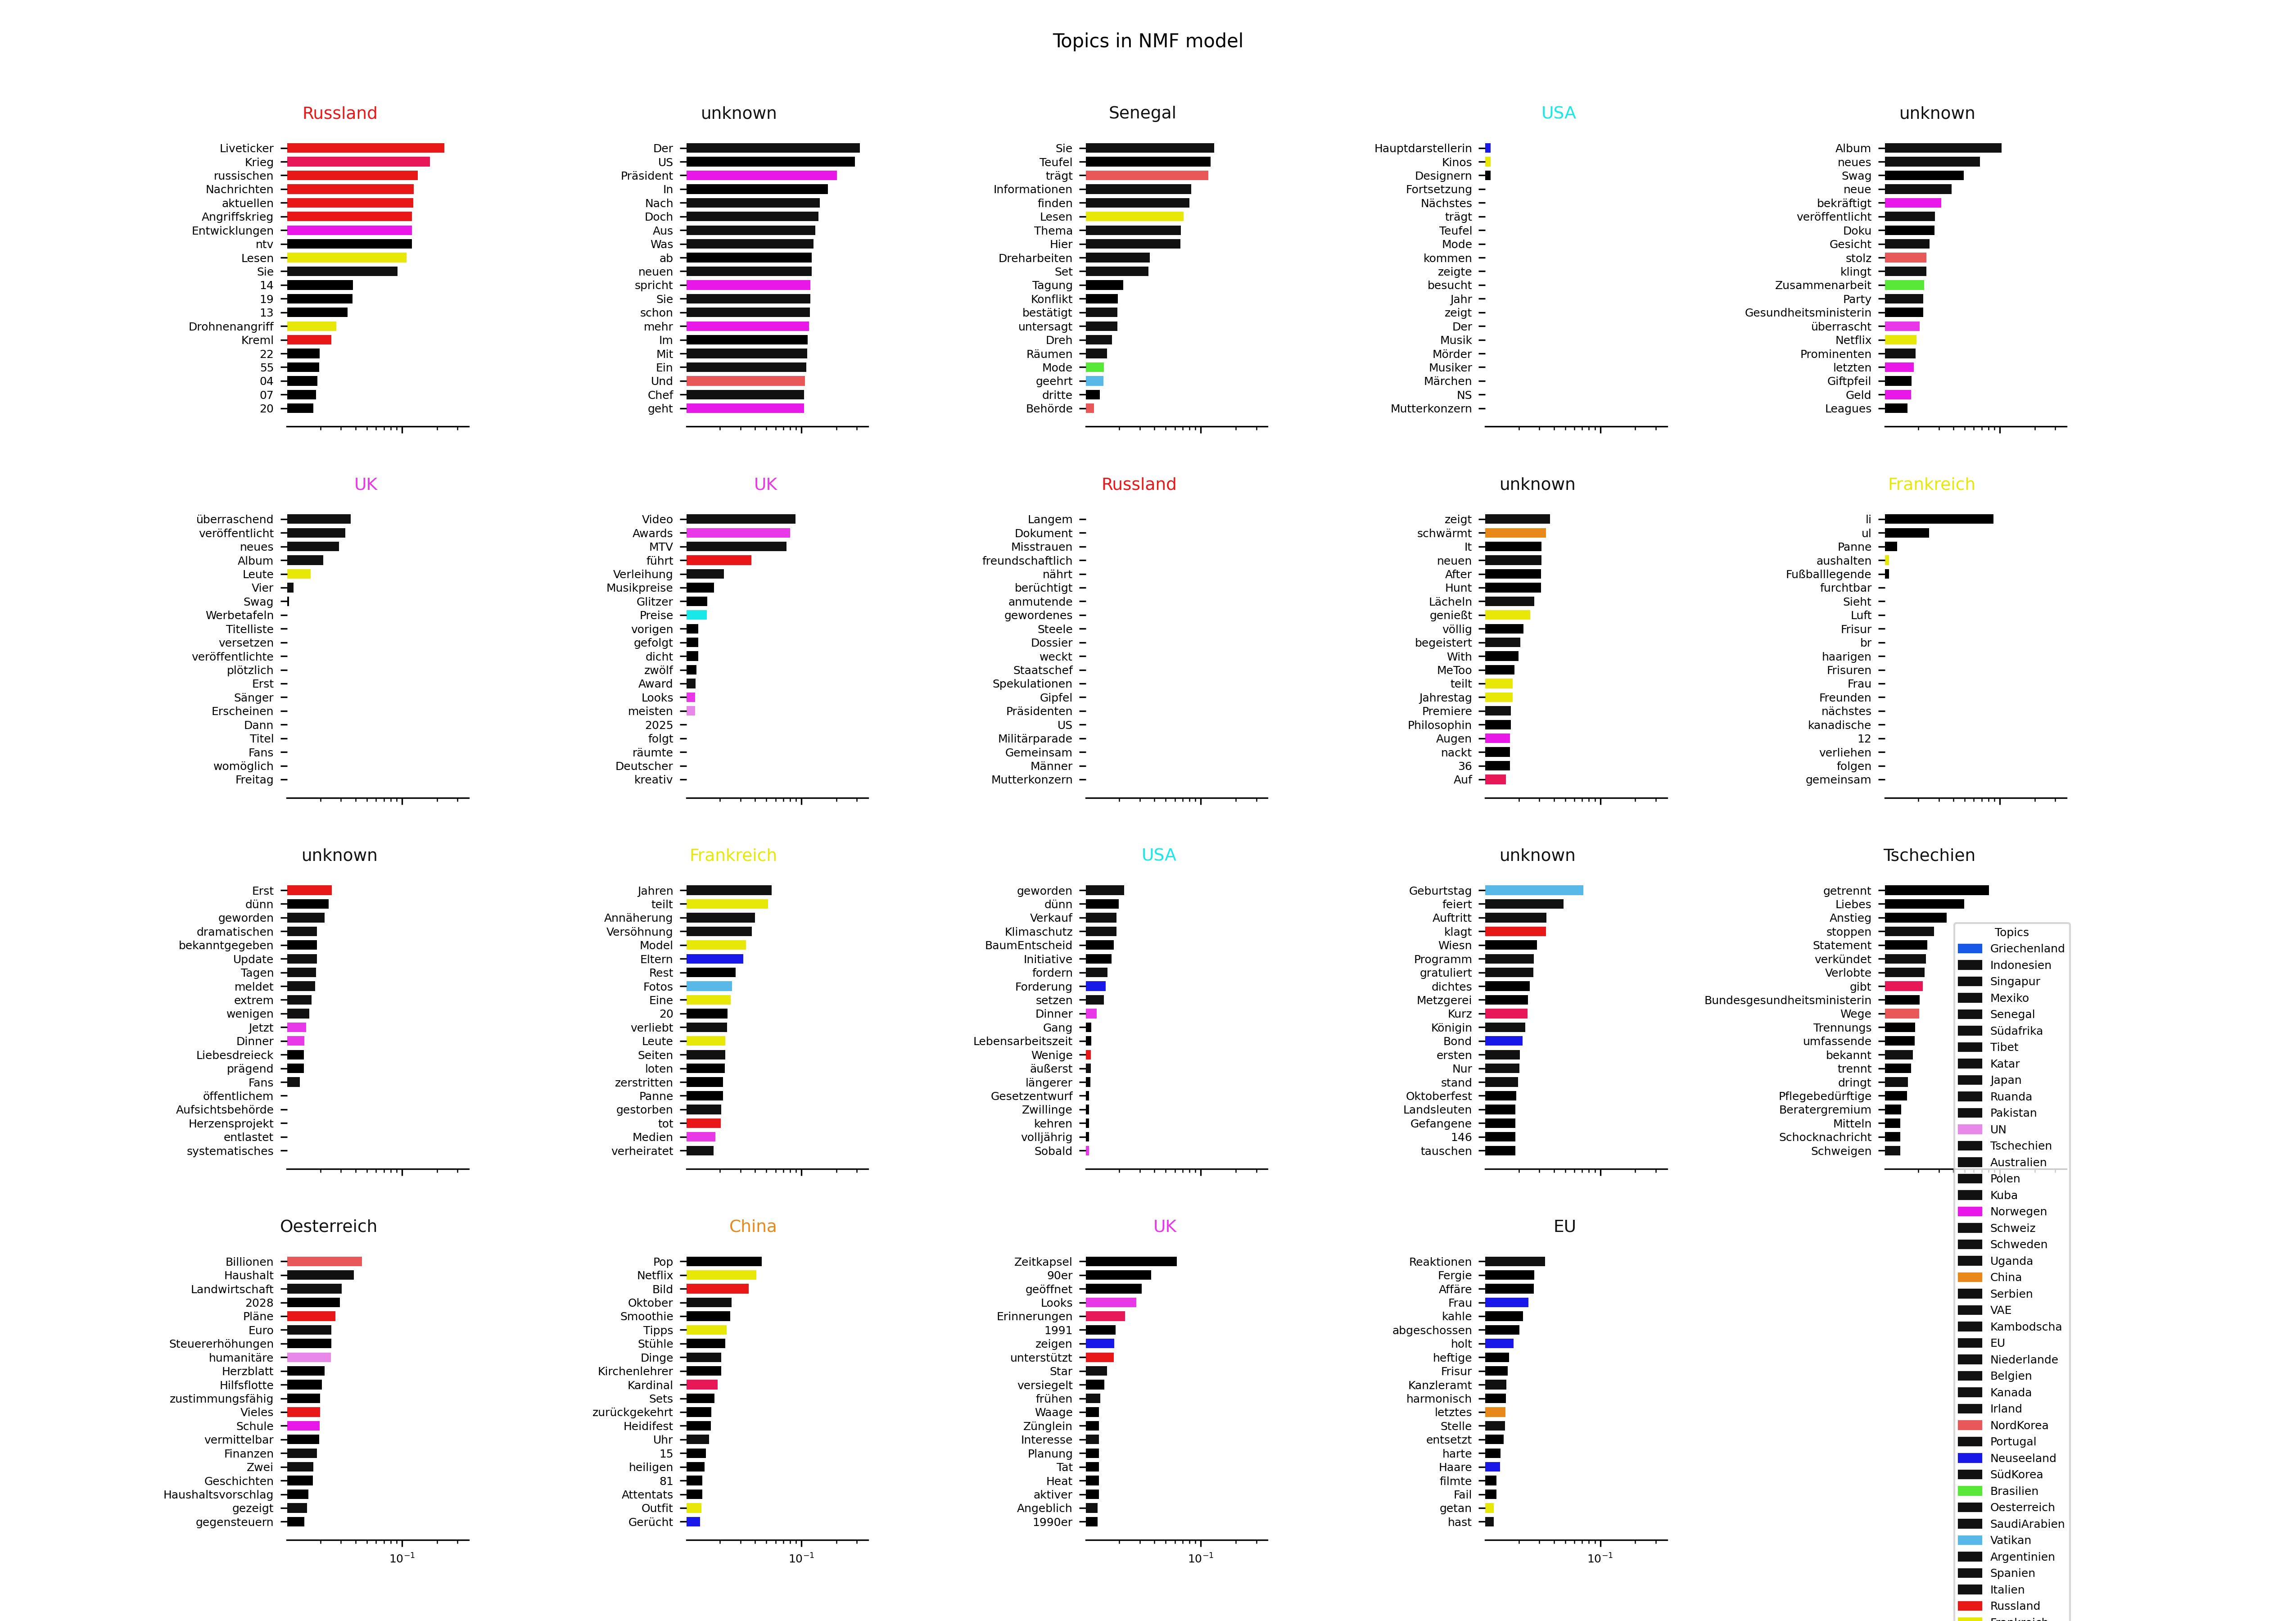 Topics in NMF model
Russland
Liveticker
Krieg
russischen
Nachrichten
aktuellen
Angriffskrieg
Entwicklungen
ntv
Lesen
Sie
14
19
13
Drohnenangriff
Kreml
22
55
04
07
20
unknown
Der
US
Präsident
In
Nach
Doch
Aus
Was
ab
neuen
spricht
Sie
schon
mehr
Im
Mit
Ein
Und
Chef
geht
Senegal
Sie
Teufel
trägt
Informationen
finden
Lesen
Thema
Hier
Dreharbeiten
Set
Tagung
Konflikt
bestätigt
untersagt
Dreh
Räumen
Mode
geehrt
dritte
Behörde
USA
Hauptdarstellerin
Kinos
Designern
Fortsetzung
Nächstes
trägt
Teufel
Mode
kommen
zeigte
besucht
Jahr
zeigt
Der
Musik
Mörder
Musiker
Märchen
NS
Mutterkonzern
unknown
Album
neues
Swag
neue
bekräftigt
veröffentlicht
Doku
Gesicht
stolz
klingt
Zusammenarbeit
Party
Gesundheitsministerin
überrascht
Netflix
Prominenten
letzten
Giftpfeil
Geld
Leagues
UK
überraschend
veröffentlicht
neues
Album
Leute
Vier
Swag
Werbetafeln
Titelliste
versetzen
veröffentlichte
plötzlich
Erst
Sänger
Erscheinen
Dann
Titel
Fans
womöglich
Freitag
UK
Video
Awards
MTV
führt
Verleihung
Musikpreise
Glitzer
Preise
vorigen
gefolgt
dicht
zwölf
Award
Looks
meisten
2025
folgt
räumte
Deutscher
kreativ
Russland
Langem
Dokument
Misstrauen
freundschaftlich
nährt
berüchtigt
anmutende
gewordenes
Steele
Dossier
weckt
Staatschef
Spekulationen
Gipfel
Präsidenten
US
Militärparade
Gemeinsam
Männer
Mutterkonzern
unknown
zeigt
schwärmt
It
neuen
After
Hunt
Lächeln
genießt
völlig
begeistert
With
MeToo
teilt
Jahrestag
Premiere
Philosophin
Augen
nackt
36
Auf
Frankreich
li
ul
Panne
aushalten
Fußballlegende
furchtbar
Sieht
Luft
Frisur
br
haarigen
Frisuren
Frau
Freunden
nächstes
kanadische
12
verliehen
folgen
gemeinsam
unknown
Erst
dünn
geworden
dramatischen
bekanntgegeben
Update
Tagen
meldet
extrem
wenigen
Jetzt
Dinner
Liebesdreieck
prägend
Fans
öffentlichem
Aufsichtsbehörde
Herzensprojekt
entlastet
systematisches
Frankreich
Jahren
teilt
Annäherung
Versöhnung
Model
Eltern
Rest
Fotos
Eine
20
verliebt
Leute
Seiten
loten
zerstritten
Panne
gestorben
tot
Medien
verheiratet
USA
geworden
dünn
Verkauf
Klimaschutz
BaumEntscheid
Initiative
fordern
Forderung
setzen
Dinner
Gang
Lebensarbeitszeit
Wenige
äußerst
längerer
Gesetzentwurf
Zwillinge
kehren
volljährig
Sobald
unknown
Geburtstag
feiert
Auftritt
klagt
Wiesn
Programm
gratuliert
dichtes
Metzgerei
Kurz
Königin
Bond
ersten
Nur
stand
Oktoberfest
Landsleuten
Gefangene
146
tauschen
Tschechien
getrennt
Liebes
Anstieg
stoppen
Statement
verkündet
Verlobte
gibt
Bundesgesundheitsministerin
Wege
Trennungs
umfassende
bekannt
trennt
dringt
Pflegebedürftige
Beratergremium
Mitteln
Schocknachricht
Schweigen
Oesterreich
Billionen
Haushalt
Landwirtschaft
2028
Pläne
Euro
Steuererhöhungen
humanitäre
Herzblatt
Hilfsflotte
zustimmungsfähig
Vieles
Schule
vermittelbar
Finanzen
Zwei
Geschichten
Haushaltsvorschlag
gezeigt
gegensteuern
10⁻¹
China
Pop
Netflix
Bild
Oktober
Smoothie
Tipps
Stühle
Dinge
Kirchenlehrer
Kardinal
Sets
zurückgekehrt
Heidifest
Uhr
15
heiligen
81
Attentats
Outfit
Gerücht
10⁻¹
UK
Zeitkapsel
90er
geöffnet
Looks
Erinnerungen
1991
zeigen
unterstützt
Star
versiegelt
frühen
Waage
Zünglein
Interesse
Planung
Tat
Heat
aktiver
Angeblich
1990er
10⁻¹
EU
Reaktionen
Fergie
Affäre
Frau
kahle
abgeschossen
holt
heftige
Frisur
Kanzleramt
harmonisch
letztes
Stelle
entsetzt
harte
Haare
filmte
Fail
getan
hast
10⁻¹
Topics
Griechenland
Indonesien
Singapur
Mexiko
Senegal
Südafrika
Tibet
Katar
Japan
Ruanda
Pakistan
UN
Tschechien
Australien
Polen
Kuba
Norwegen
Schweiz
Schweden
Uganda
China
Serbien
VAE
Kambodscha
EU
Niederlande
Belgien
Kanada
Irland
NordKorea
Portugal
Neuseeland
SüdKorea
Brasilien
Oesterreich
SaudiArabien
Vatikan
Argentinien
Spanien
Italien
Russland